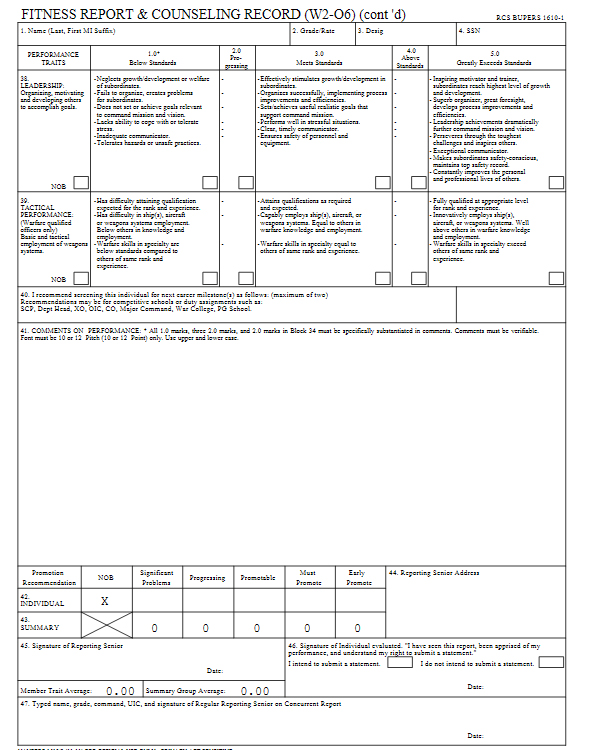 FITNESS REPORT & COUNSELING RECORD (W2-O6) (cont 'd)
RCS BUPERS 1610-1
1. Name (Last, First MI Suffix)
2. Grade/Rate
3. Desig
4. SSN
PERFORMANCE
TRAITS
1.0*
Below Standards
2.0
Pro-
gressing
3.0
Meets Standards
4.0
Above
Standards
5.0
Greatly Exceeds Standards
38.
LEADERSHIP:
Organizing, motivating
and developing others
to accomplish goals.
NOB
-Neglects growth/development or welfare
of subordinates.
-Fails to organize, creates problems
for subordinates.
-Does not set or achieve goals relevant
to command mission and vision.
-Lacks ability to cope with or tolerate
stress.
-Inadequate communicator.
-Tolerates hazards or unsafe practices.
-
-
-
-
-
-
-Effectively stimulates growth/development in
subordinates.
-Organizes successfully, implementing process
improvements and efficiencies.
-Sets/achieves useful realistic goals that
support command mission.
-Performs well in stressful situations.
-Clear, timely communicator.
-Ensures safety of personnel and
equipment.
-
-
-
-
-
-
-Inspiring motivator and trainer,
subordinates reach highest level of growth
and development.
-Superb organizer, great foresight,
develops process improvements and
efficiencies.
-Leadership achievements dramatically
further command mission and vision.
-Perseveres through the toughest
challenges and inspires others.
-Exceptional communicator.
-Makes subordinates safety-conscious,
maintains top safety record.
-Constantly improves the personal
and professional lives of others.
39.
TACTICAL
PERFORMANCE:
(Warfare qualified
officers only)
Basic and tactical
employment of weapons
systems.
NOB
-Has difficulty attaining qualification
expected for the rank and experience.
-Has difficulty in ship(s), aircraft
or weapons systems employment.
Below others in knowledge and
employment.
-Warfare skills in specialty are
below standards compared to
others of same rank and
experience.
-
-
-
-Attains qualifications as required
and expected.
-Capably employs ship(s), aircraft, or
weapons systems. Equal to others in
warfare knowledge and employment.
-Warfare skills in specialty equal to
others of same rank and experience.
-
-
-
-Fully qualified at appropriate level
for rank and experience.
-Innovatively employs ship(s),
aircraft, or weapons systems. Well
above others in warfare knowledge
and employment.
-Warfare skills in specialty exceed
others of same rank and
experience.
40. I recommend screening this individual for next career milestone(s) as follows: (maximum of two)
Recommendations may be for competitive schools or duty assignments such as:
SCP, Dept Head, XO, OIC, CO, Major Command, War College, PG School.
41. COMMENTS ON PERFORMANCE: * All 1.0 marks, three 2.0 marks, and 2.0 marks in Block 34 must be specifically substantiated in comments. Comments must be verifiable.
Font must be 10 or 12 Pitch (10 or 12 Point) only. Use upper and lower case.
Promotion
Recommendation
NOB
Significant
Problems
Progressing
Promotable
Must
Promote
Early
Promote
44. Reporting Senior Address
42.
INDIVIDUAL
X
43.
SUMMARY
0
0
0
0
0
45. Signature of Reporting Senior
Date:
46. Signature of Individual evaluated. "I have seen this report, been apprised of my
performance, and understand my right to submit a statement."
I intend to submit a statement.
I do not intend to submit a statement.
Date:
Member Trait Average: 0.00
Summary Group Average: 0.00
47. Typed name, grade, command, UIC, and signature of Regular Reporting Senior on Concurrent Report
Date: